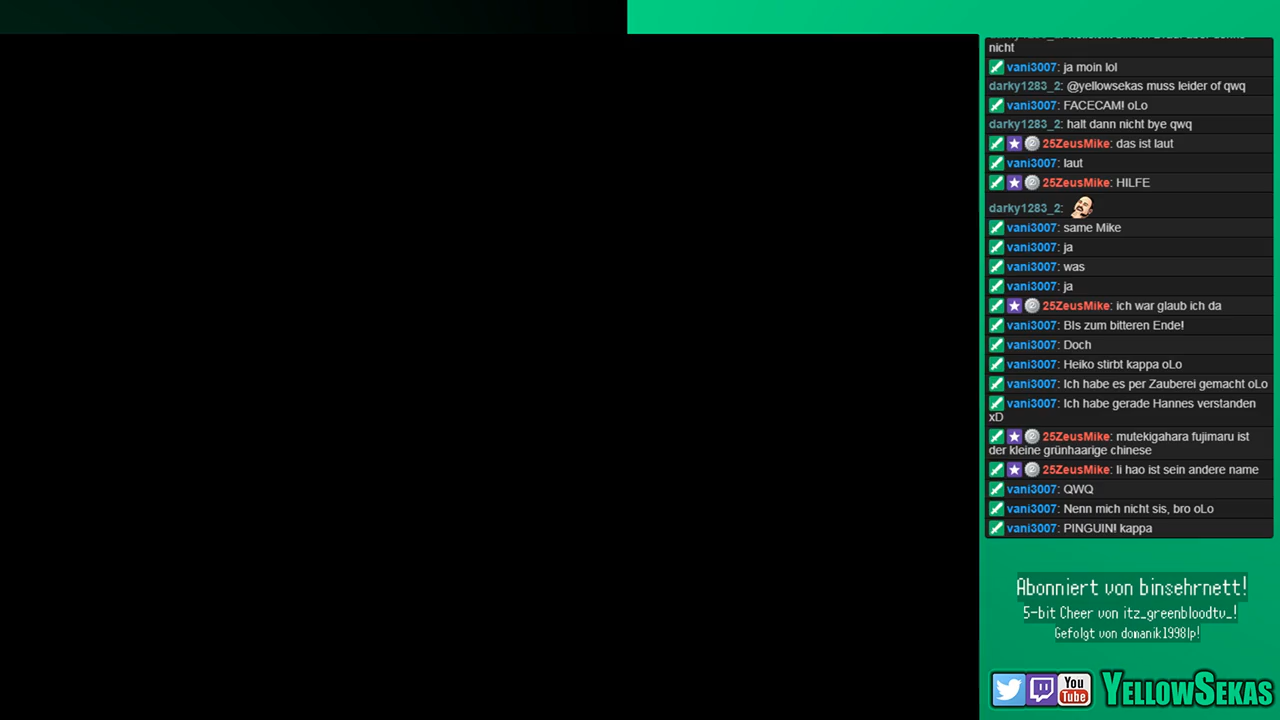 nicht
vani3007: ja moin lol
darky1283_2: @yellowsekas muss leider of qwq
vani3007: FACECAM! oLo
darky1283_2: halt dann nicht bye qwq
25ZeusMike: das ist laut
vani3007: laut
25ZeusMike: HILFE
darky1283_2:
vani3007: same Mike
vani3007: ja
vani3007: was
vani3007: ja
25ZeusMike: ich war glaub ich da
vani3007: BIs zum bitteren Ende!
vani3007: Doch
vani3007: Heiko stirbt kappa oLo
vani3007: Ich habe es per Zauberei gemacht oLo
vani3007: Ich habe gerade Hannes verstanden
xD
25ZeusMike: mutekigahara fujimaru ist
der kleine grünhaarige chinese
25ZeusMike: li hao ist sein andere name
vani3007: QWQ
vani3007: Nenn mich nicht sis, bro oLo
vani3007: PINGUIN! kappa
Abonniert von binsehrnett!
5-bit Cheer von itz_greenbloodtv_!
Gefolgt von domanik1998lp!
You
Tube
YELLOWSEKAS